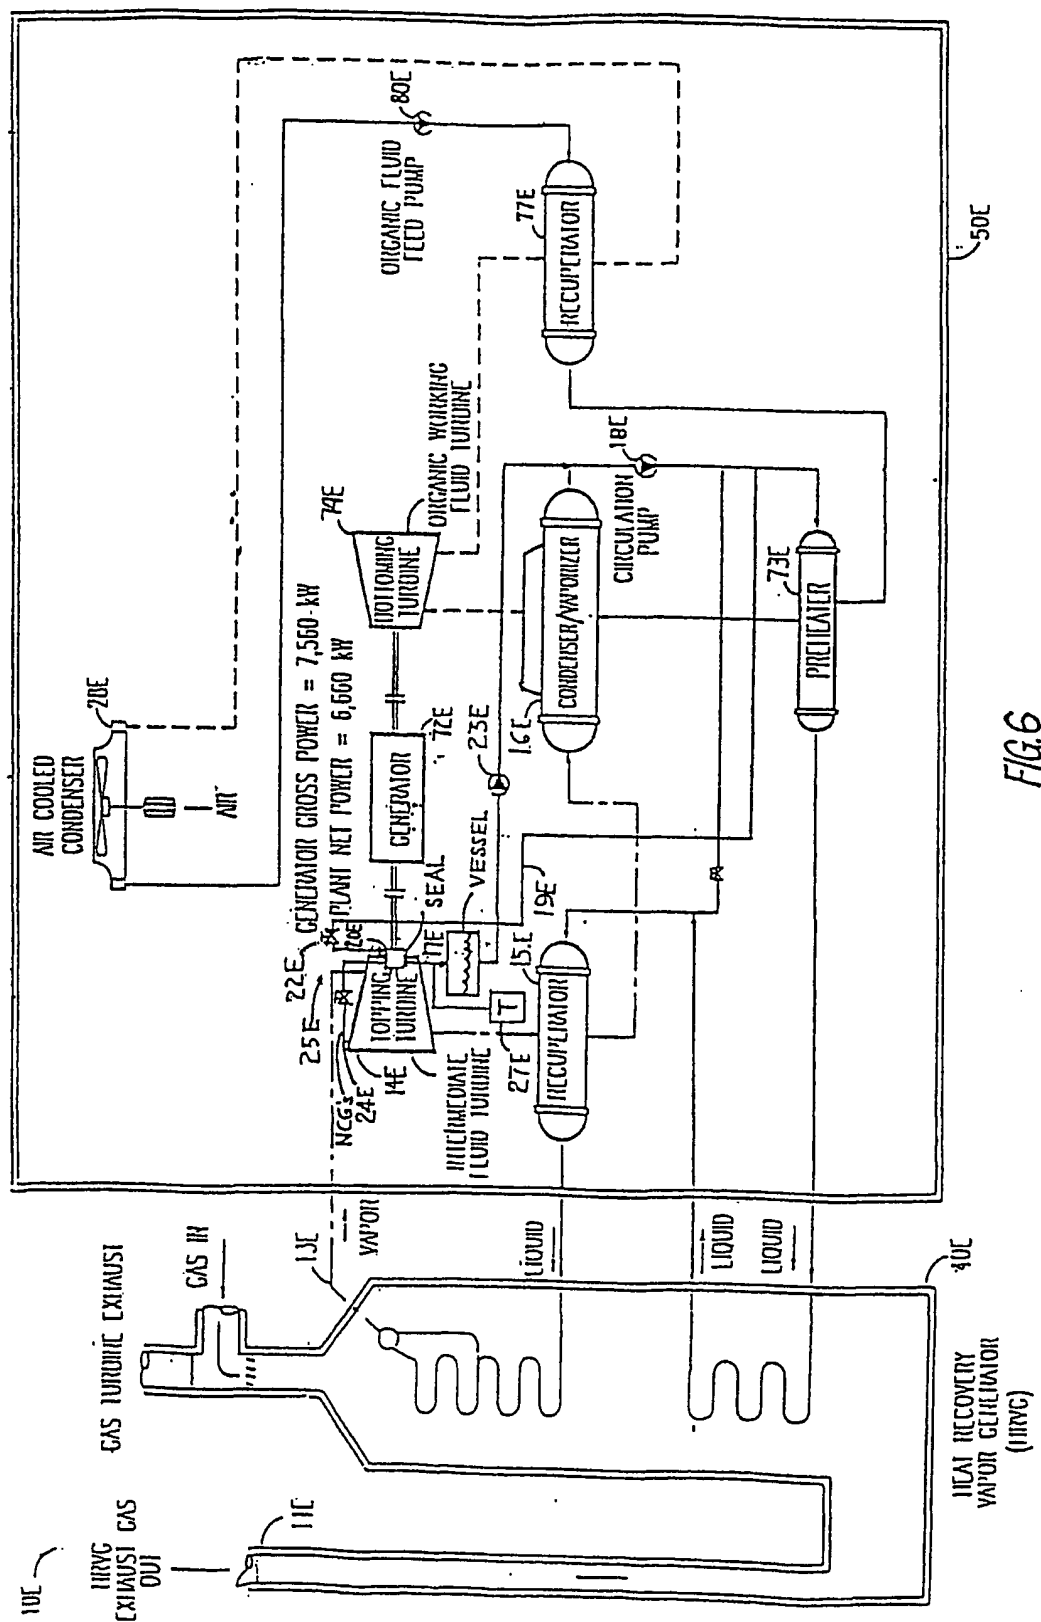 10E
HRVG
EXHAUST GAS
OUT
11E
GAS TURBINE EXHAUST
GAS IN
13E
VAPOR
LIQUID
LIQUID
LIQUID
40E
HEAT RECOVERY
VAPOR GENERATOR
(HRVG)
AIR COOLED
CONDENSER
28E
AIR
GENERATOR GROSS POWER = 7,560 kW
PLANT NET POWER = 6,660 kW
22E
20E
25E
NCG's
24E
14E
TOPPING
TURBINE
INTERMEDIATE
FLUID TURBINE
SEAL
17E
VESSEL
T
27E
GENERATOR
72E
23E
19E
15E
RECUPERATOR
BOTTOMING
TURBINE
74E
ORGANIC WORKING
FLUID TURBINE
16E
CONDENSER/VAPORIZER
CIRCULATION
PUMP
18E
73E
PREHEATER
ORGANIC FLUID
FEED PUMP
80E
77E
RECUPERATOR
50E
FIG.6